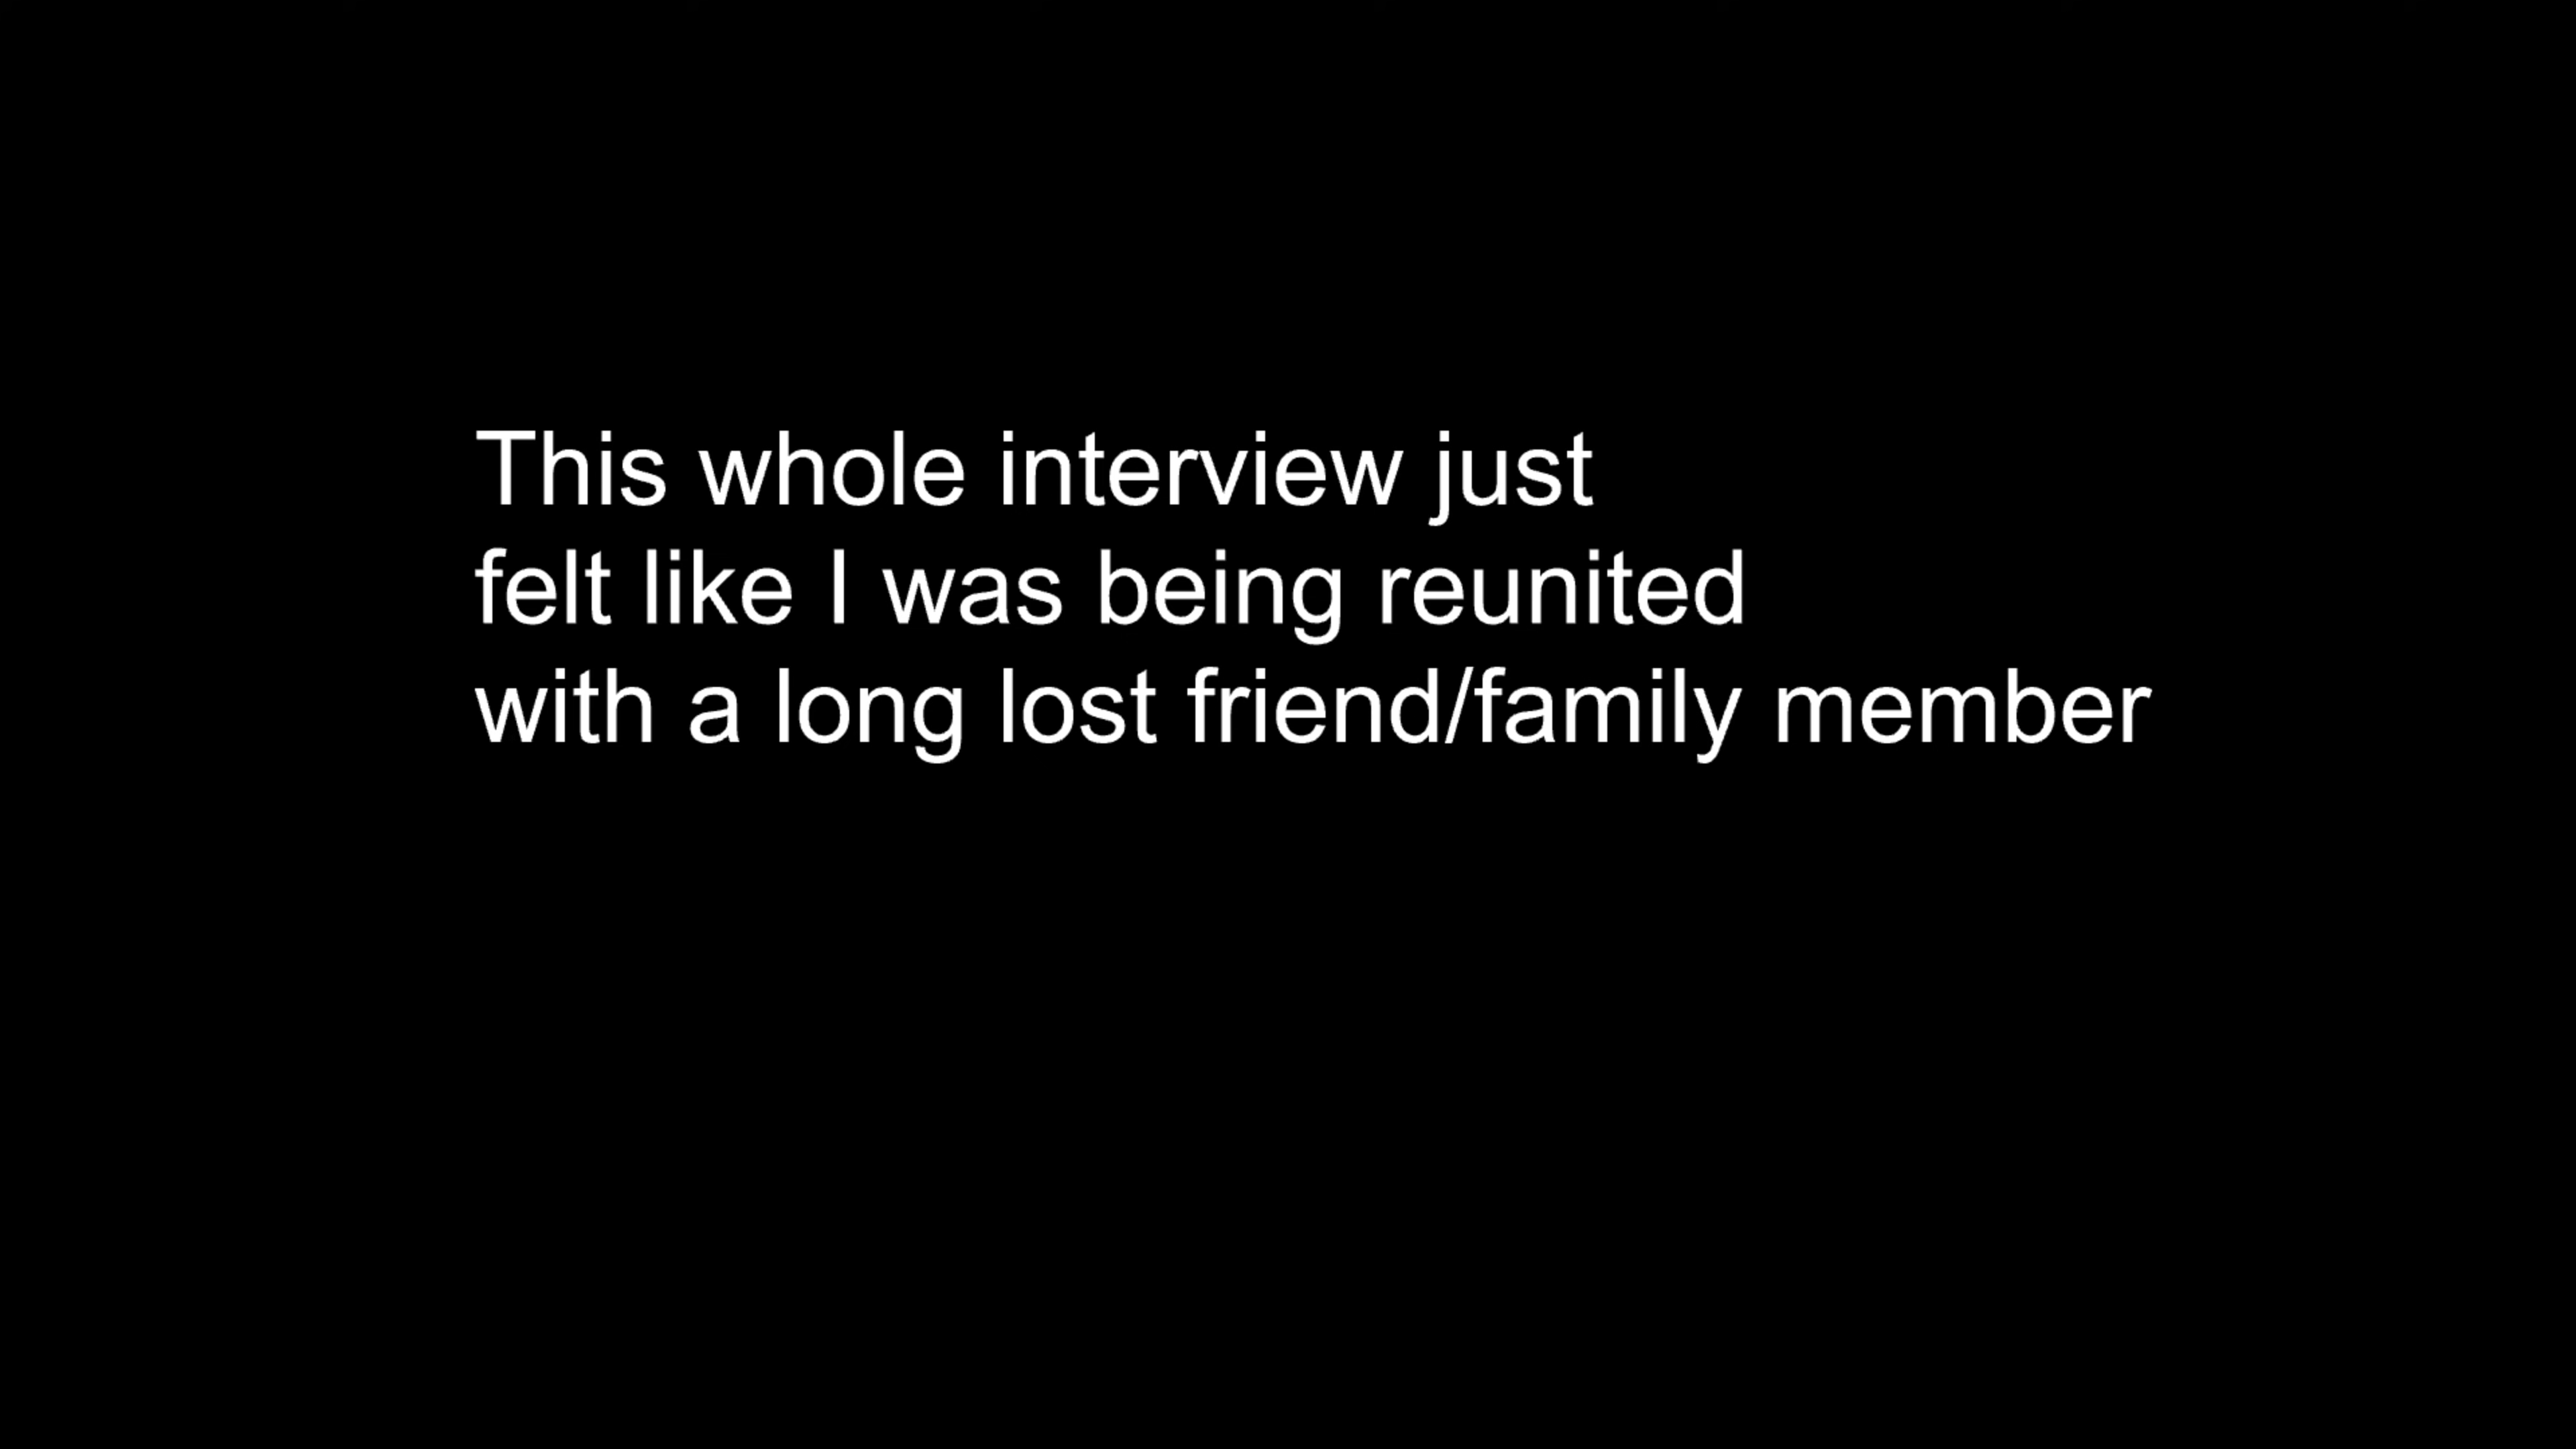 This whole interview just
felt like I was being reunited
with a long lost friend/family member